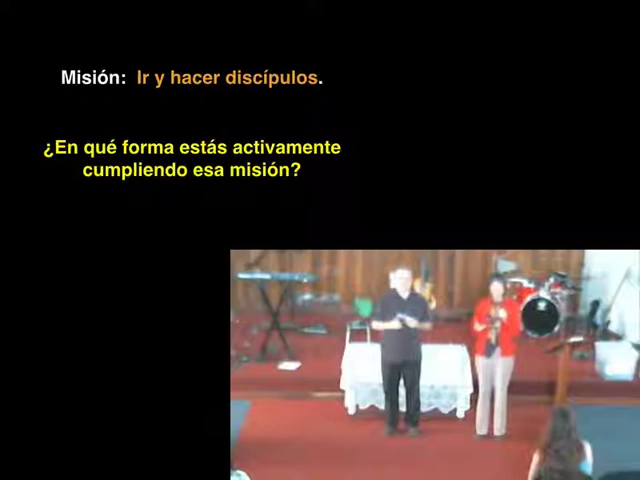 Misión: Ir y hacer discípulos.
¿En qué forma estás activamente
cumpliendo esa misión?